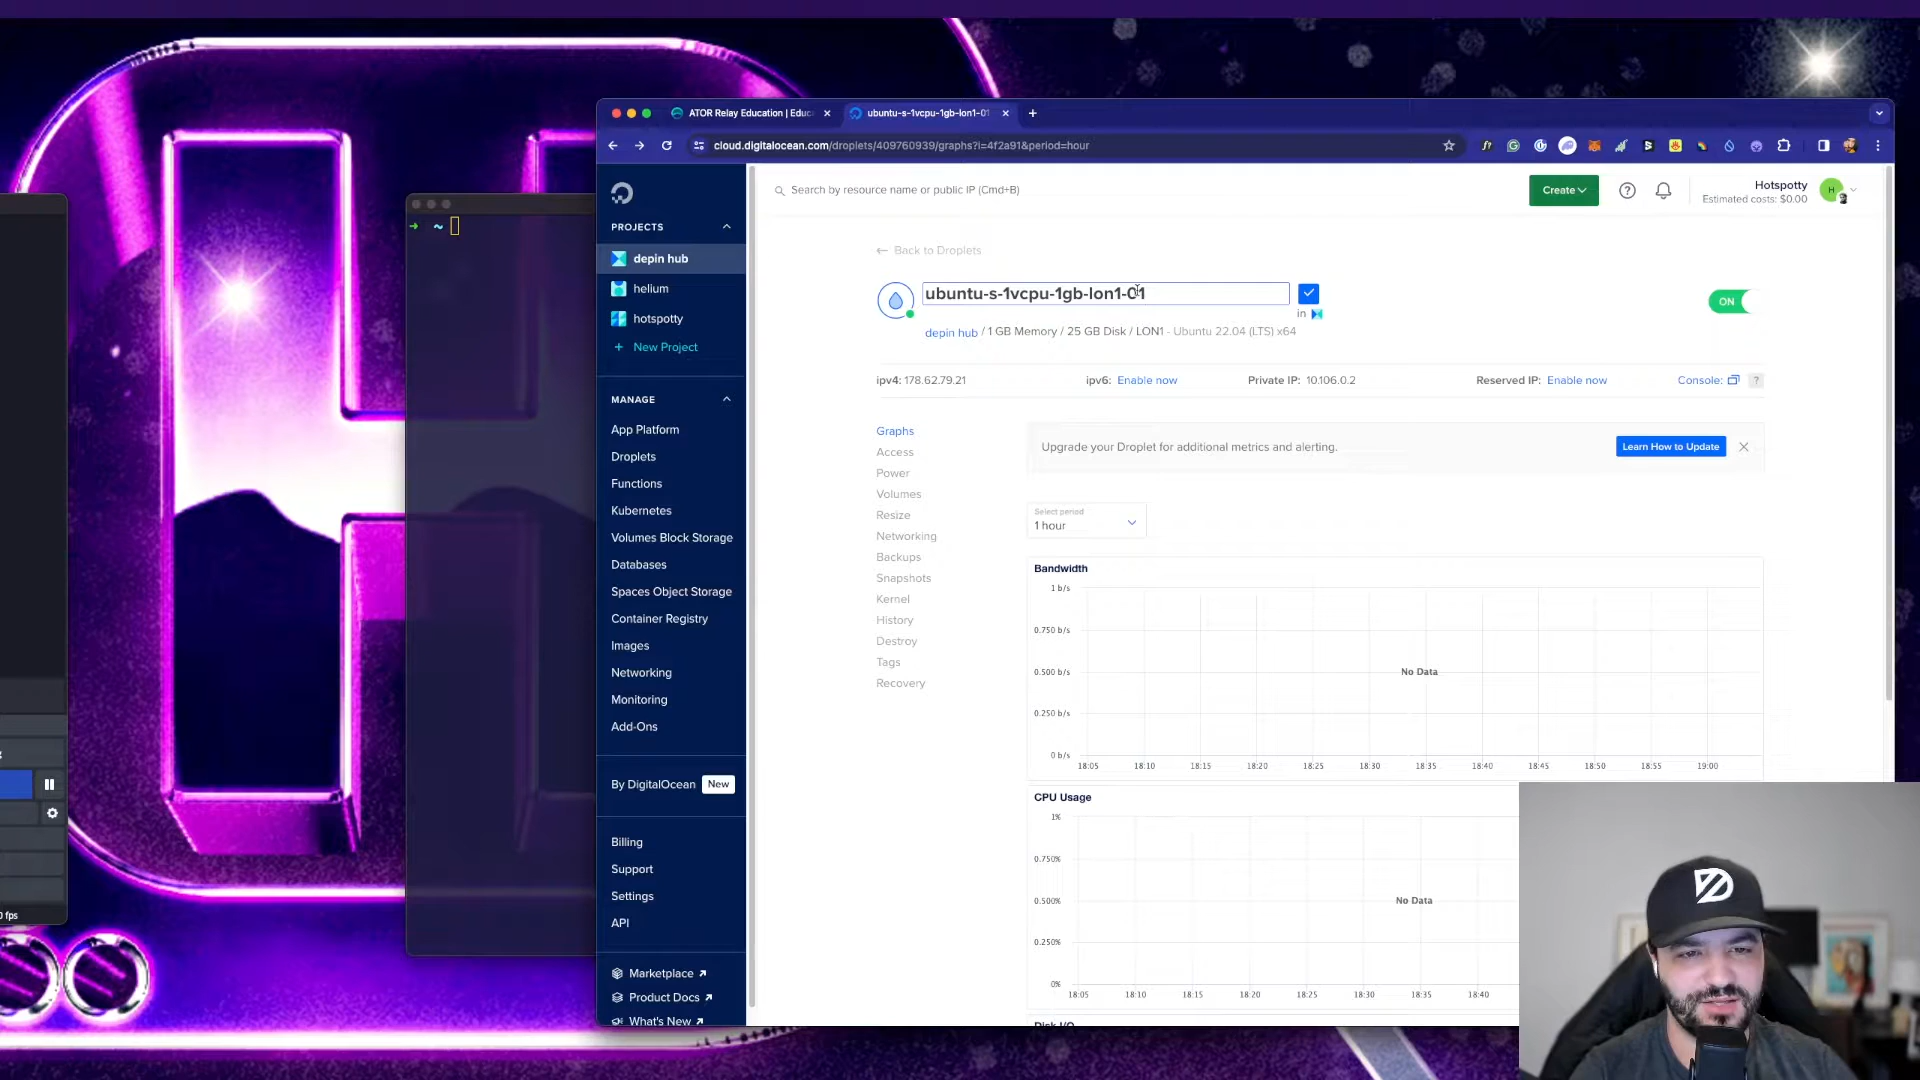 ATOR Relay Education | Educ
ubuntu-s-1vcpu-1gb-lon1-01
cloud.digitalocean.com/droplets/409760939/graphs?i=4f2a91&period=hour
Search by resource name or public IP (Cmd+B)
Create
Hotspotty
Estimated costs: $0.00
H
PROJECTS
depin hub
helium
hotspotty
+ New Project
MANAGE
App Platform
Droplets
Functions
Kubernetes
Volumes Block Storage
Databases
Spaces Object Storage
Container Registry
Images
Networking
Monitoring
Add-Ons
By DigitalOcean New
Billing
Support
Settings
API
Marketplace
Product Docs
What's New
← Back to Droplets
ubuntu-s-1vcpu-1gb-lon1-01
in
ON
depin hub / 1 GB Memory / 25 GB Disk / LON1 - Ubuntu 22.04 (LTS) x64
ipv4: 178.62.79.21 ipv6: Enable now Private IP: 10.106.0.2 Reserved IP: Enable now Console: ?
Graphs
Access
Power
Volumes
Resize
Networking
Backups
Snapshots
Kernel
History
Destroy
Tags
Recovery
Upgrade your Droplet for additional metrics and alerting.
Learn How to Update
Select period
1 hour
Bandwidth
1 b/s
0.750 b/s
0.500 b/s
0.250 b/s
0 b/s
No Data
18:05 18:10 18:15 18:20 18:25 18:30 18:35 18:40 18:45 18:50 18:55 19:00
CPU Usage
1%
0.750%
0.500%
0.250%
0%
No Data
18:05 18:10 18:15 18:20 18:25 18:30 18:35 18:40
Disk I/O
→ ~
0 fps